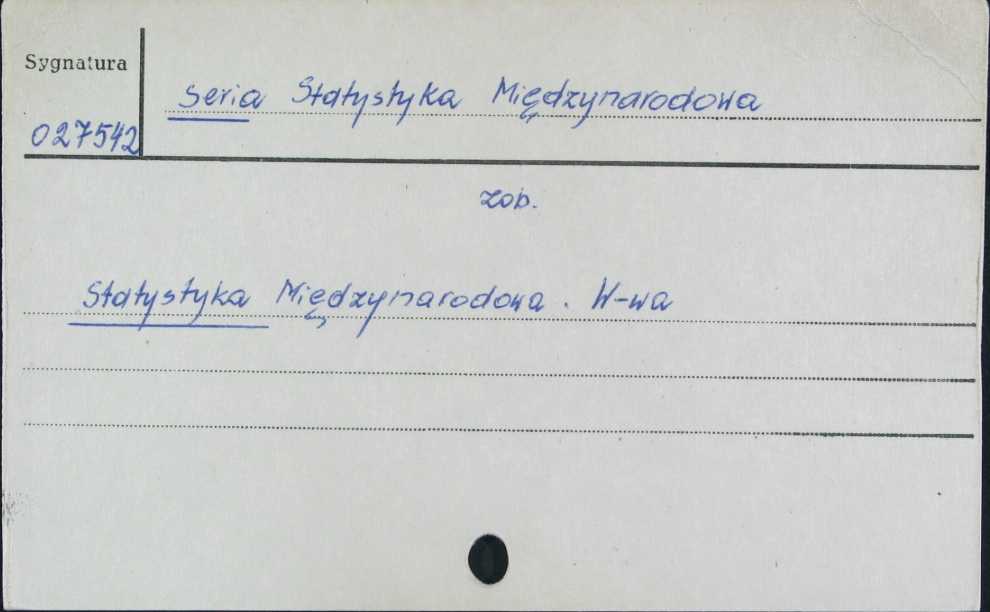 Sygnatura
Seria Statystyka Międzynarodowa
027542
zob.
Statystyka Międzynarodowa. W-wa